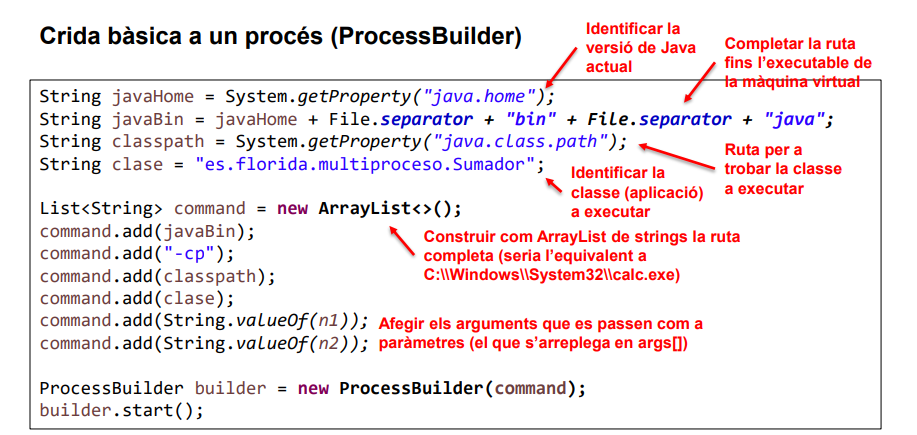 Crida bàsica a un procés (ProcessBuilder)
Identificar la
versió de Java
actual
Completar la ruta
fins l’executable de
la màquina virtual
String javaHome = System.getProperty("java.home");
String javaBin = javaHome + File.separator + "bin" + File.separator + "java";
String classpath = System.getProperty("java.class.path");
String clase = "es.florida.multiproceso.Sumador";
Ruta per a
trobar la classe
a executar
Identificar la
classe (aplicació)
a executar
List<String> command = new ArrayList<>();
command.add(javaBin);
command.add("-cp");
command.add(classpath);
command.add(clase);
command.add(String.valueOf(n1));
command.add(String.valueOf(n2));
Construir com ArrayList de strings la ruta
completa (seria l’equivalent a
C:\\Windows\\System32\\calc.exe)
Afegir els arguments que es passen com a
paràmetres (el que s’arreplega en args[])
ProcessBuilder builder = new ProcessBuilder(command);
builder.start();